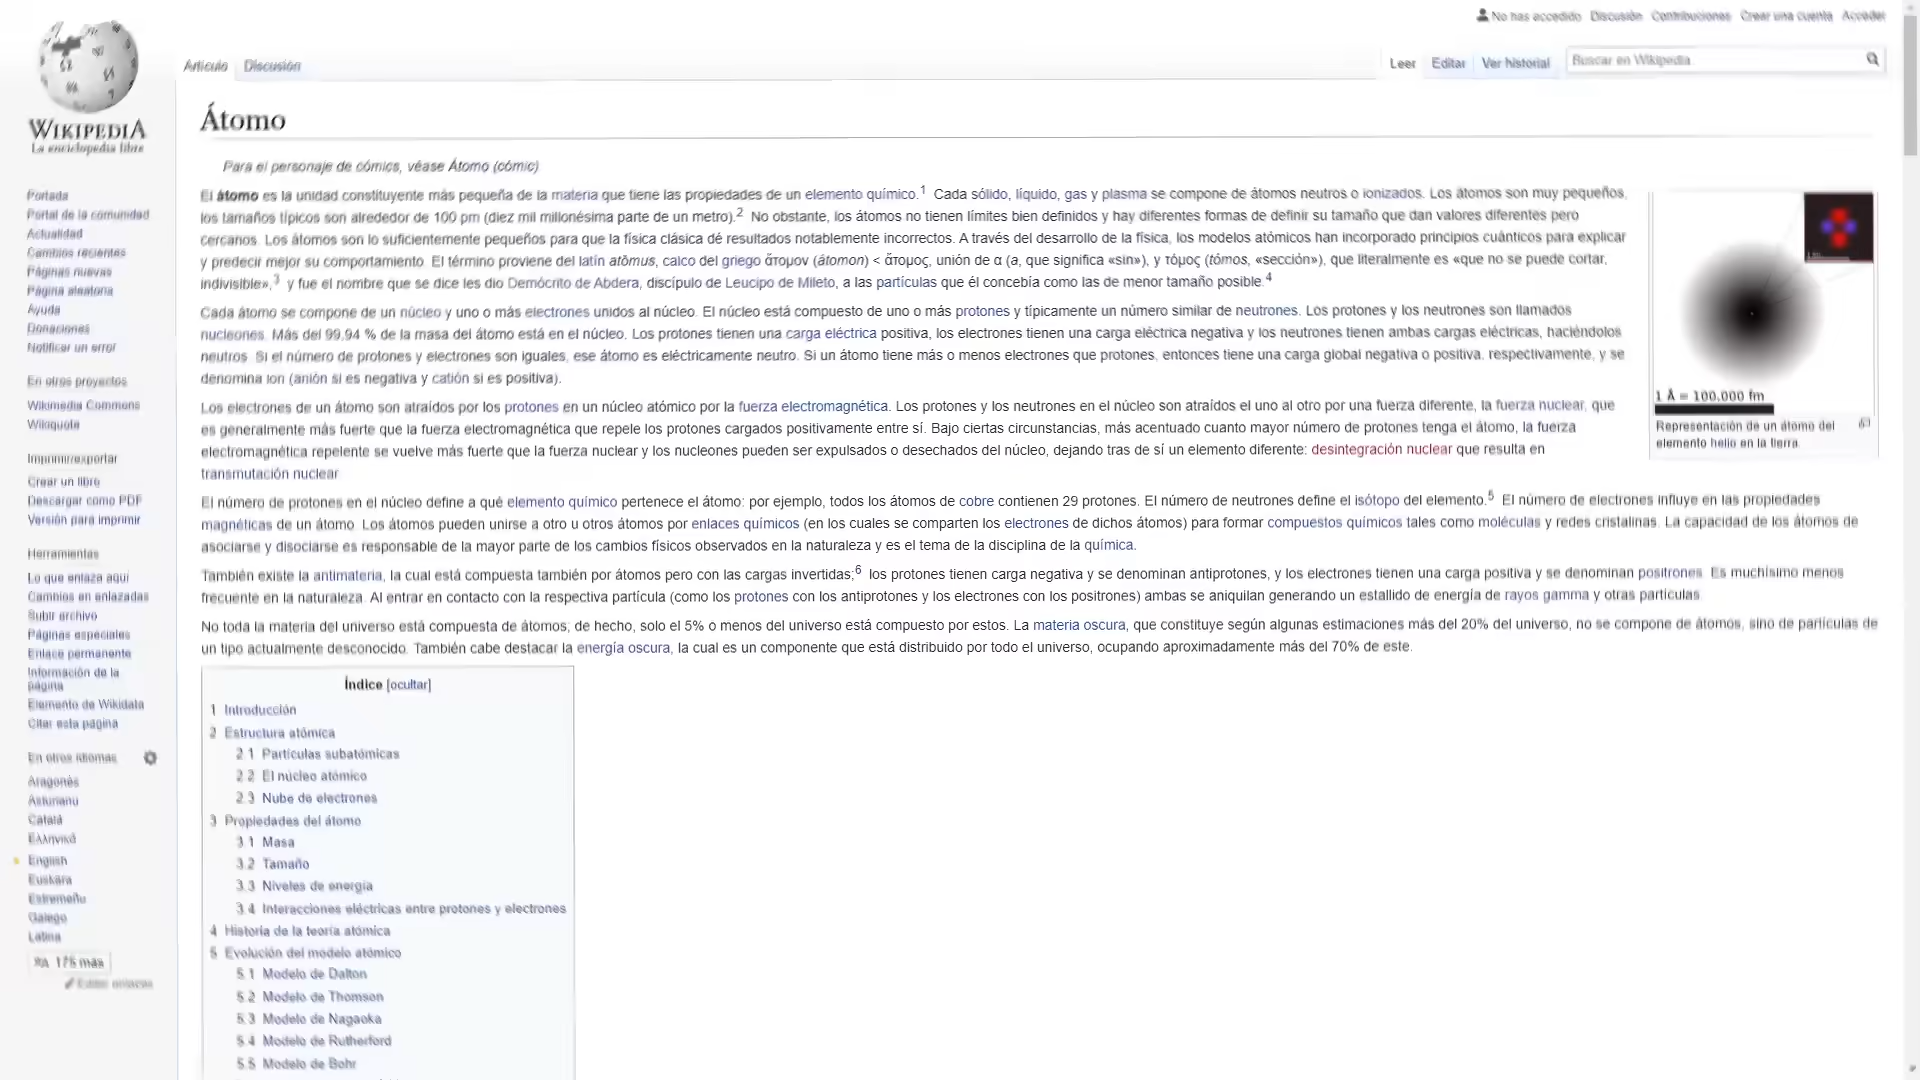 No has accedido Discusión Contribuciones Crear una cuenta Acceder
Artículo Discusión
Leer Editar Ver historial Buscar en Wikipedia
WIKIPEDIA
La enciclopedia libre
Átomo
Para el personaje de cómics, véase Átomo (cómic)
El átomo es la unidad constituyente más pequeña de la materia que tiene las propiedades de un elemento químico.1 Cada sólido, líquido, gas y plasma se compone de átomos neutros o ionizados. Los átomos son muy pequeños,
los tamaños típicos son alrededor de 100 pm (diez mil millonésima parte de un metro).2 No obstante, los átomos no tienen límites bien definidos y hay diferentes formas de definir su tamaño que dan valores diferentes pero
cercanos. Los átomos son lo suficientemente pequeños para que la física clásica dé resultados notablemente incorrectos. A través del desarrollo de la física, los modelos atómicos han incorporado principios cuánticos para explicar
y predecir mejor su comportamiento. El término proviene del latín atŏmus, calco del griego ἄτομον (átomon) < ἄτομος, unión de α (a, que significa «sin»), y τόμος (tómos, «sección»), que literalmente es «que no se puede cortar,
indivisible»,3 y fue el nombre que se dice les dio Demócrito de Abdera, discípulo de Leucipo de Mileto, a las partículas que él concebía como las de menor tamaño posible.4
Cada átomo se compone de un núcleo y uno o más electrones unidos al núcleo. El núcleo está compuesto de uno o más protones y típicamente un número similar de neutrones. Los protones y los neutrones son llamados
nucleones. Más del 99,94 % de la masa del átomo está en el núcleo. Los protones tienen una carga eléctrica positiva, los electrones tienen una carga eléctrica negativa y los neutrones tienen ambas cargas eléctricas, haciéndolos
neutros. Si el número de protones y electrones son iguales, ese átomo es eléctricamente neutro. Si un átomo tiene más o menos electrones que protones, entonces tiene una carga global negativa o positiva, respectivamente, y se
denomina ion (anión si es negativa y catión si es positiva).
Los electrones de un átomo son atraídos por los protones en un núcleo atómico por la fuerza electromagnética. Los protones y los neutrones en el núcleo son atraídos el uno al otro por una fuerza diferente, la fuerza nuclear, que
es generalmente más fuerte que la fuerza electromagnética que repele los protones cargados positivamente entre sí. Bajo ciertas circunstancias, más acentuado cuanto mayor número de protones tenga el átomo, la fuerza
electromagnética repelente se vuelve más fuerte que la fuerza nuclear y los nucleones pueden ser expulsados o desechados del núcleo, dejando tras de sí un elemento diferente: desintegración nuclear que resulta en
transmutación nuclear
El número de protones en el núcleo define a qué elemento químico pertenece el átomo: por ejemplo, todos los átomos de cobre contienen 29 protones. El número de neutrones define el isótopo del elemento.5 El número de electrones influye en las propiedades
magnéticas de un átomo. Los átomos pueden unirse a otro u otros átomos por enlaces químicos (en los cuales se comparten los electrones de dichos átomos) para formar compuestos químicos tales como moléculas y redes cristalinas. La capacidad de los átomos de
asociarse y disociarse es responsable de la mayor parte de los cambios físicos observados en la naturaleza y es el tema de la disciplina de la química.
También existe la antimateria, la cual está compuesta también por átomos pero con las cargas invertidas;6 los protones tienen carga negativa y se denominan antiprotones, y los electrones tienen una carga positiva y se denominan positrones. Es muchísimo menos
frecuente en la naturaleza. Al entrar en contacto con la respectiva partícula (como los protones con los antiprotones y los electrones con los positrones) ambas se aniquilan generando un estallido de energía de rayos gamma y otras partículas.
No toda la materia del universo está compuesta de átomos; de hecho, solo el 5% o menos del universo está compuesto por estos. La materia oscura, que constituye según algunas estimaciones más del 20% del universo, no se compone de átomos, sino de partículas de
un tipo actualmente desconocido. También cabe destacar la energía oscura, la cual es un componente que está distribuido por todo el universo, ocupando aproximadamente más del 70% de este.
1 Å = 100,000 fm
Representación de un átomo del
elemento helio en la tierra.
Índice [ocultar]
1 Introducción
2 Estructura atómica
2.1 Partículas subatómicas
2.2 El núcleo atómico
2.3 Nube de electrones
3 Propiedades del átomo
3.1 Masa
3.2 Tamaño
3.3 Niveles de energía
3.4 Interacciones eléctricas entre protones y electrones
4 Historia de la teoría atómica
5 Evolución del modelo atómico
5.1 Modelo de Dalton
5.2 Modelo de Thomson
5.3 Modelo de Nagaoka
5.4 Modelo de Rutherford
5.5 Modelo de Bohr
Portada
Portal de la comunidad
Actualidad
Cambios recientes
Páginas nuevas
Página aleatoria
Ayuda
Donaciones
Notificar un error
En otros proyectos
Wikimedia Commons
Wikiquote
Imprimir/exportar
Crear un libro
Descargar como PDF
Versión para imprimir
Herramientas
Lo que enlaza aquí
Cambios en enlazadas
Subir archivo
Páginas especiales
Enlace permanente
Información de la
página
Elemento de Wikidata
Citar esta página
En otros idiomas
Aragonés
Asturianu
Català
Ελληνικά
English
Euskara
Estremeñu
Galego
Latina
175 más
Editar enlaces